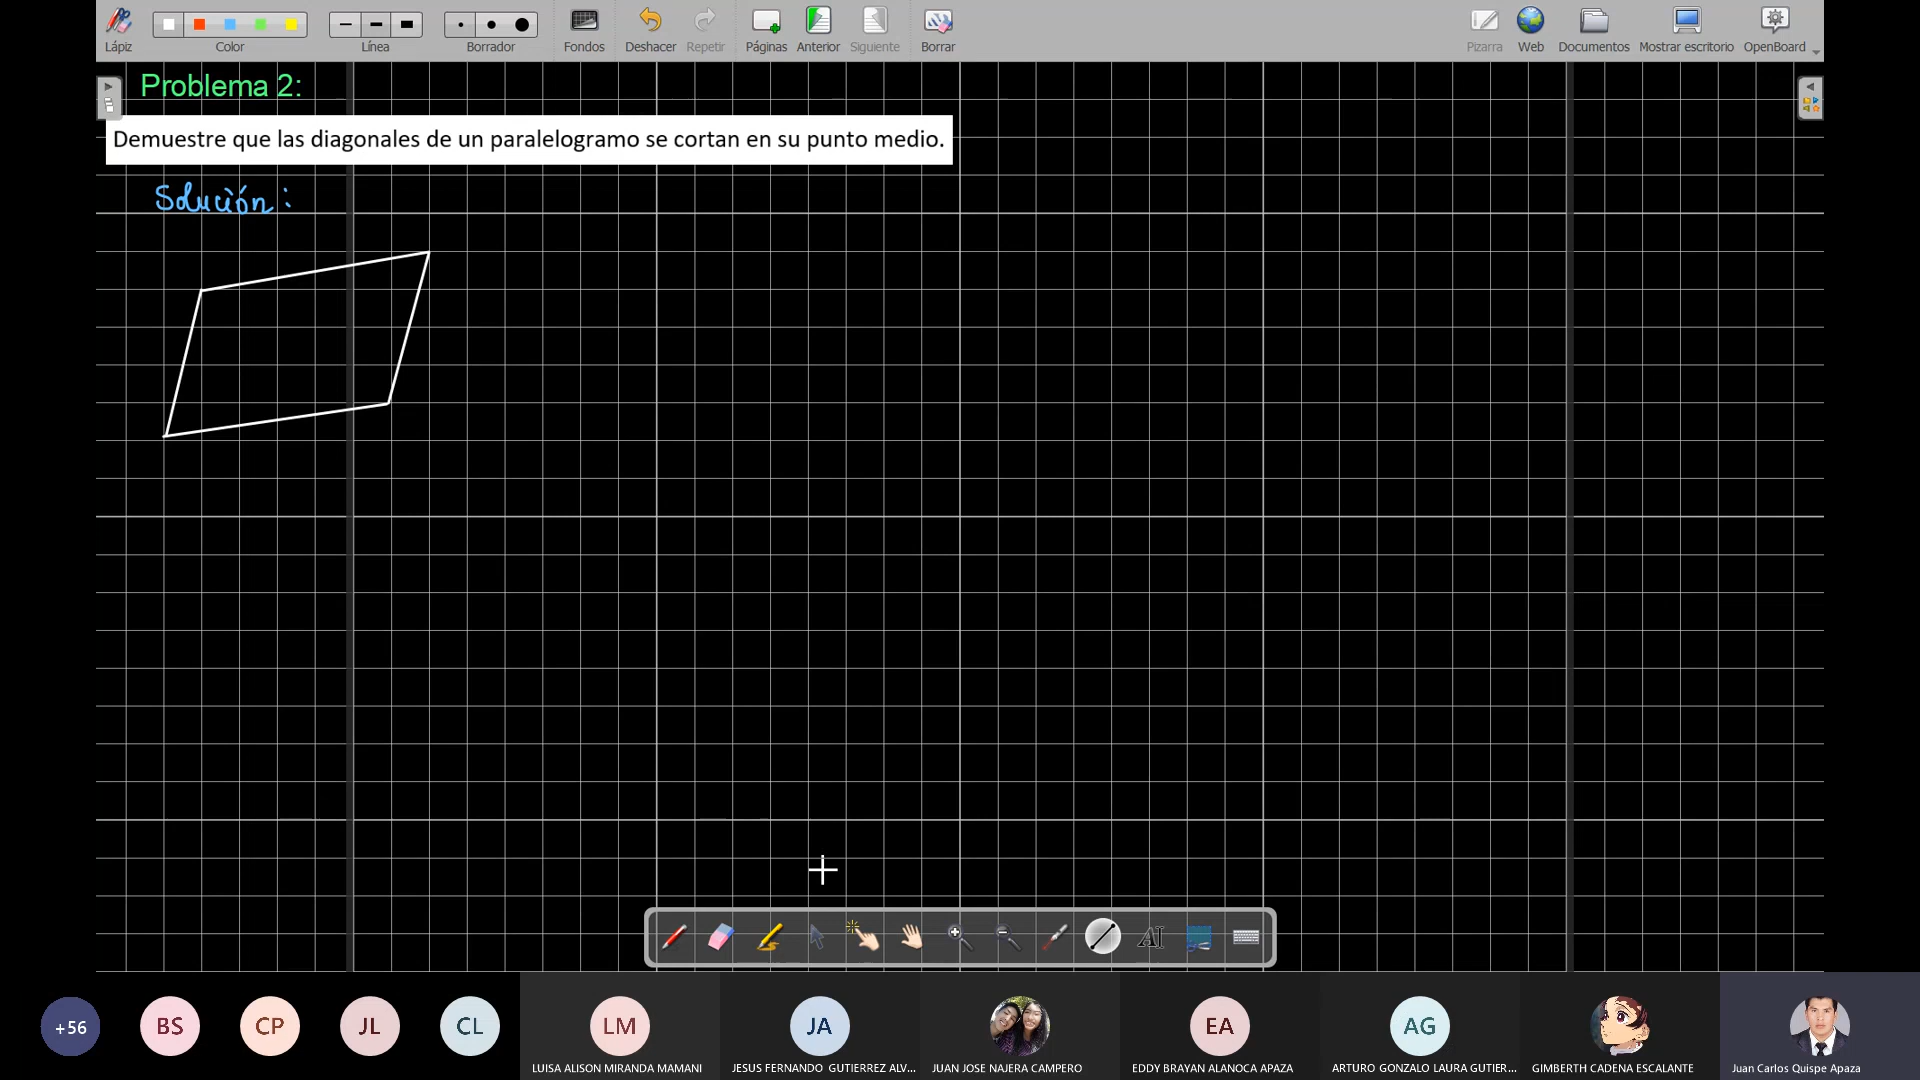 Lápiz
Color
Línea
Borrador
Fondos
Deshacer
Repetir
Páginas
Anterior
Siguiente
Borrar
Pizarra
Web
Documentos
Mostrar escritorio
OpenBoard
Problema 2:
Demuestre que las diagonales de un paralelogramo se cortan en su punto medio.
Solución:
AI
+56
BS
CP
JL
CL
LM
JA
EA
AG
LUISA ALISON MIRANDA MAMANI
JESUS FERNANDO GUTIERREZ ALV...
JUAN JOSE NAJERA CAMPERO
EDDY BRAYAN ALANOCA APAZA
ARTURO GONZALO LAURA GUTIER...
GIMBERTH CADENA ESCALANTE
Juan Carlos Quispe Apaza